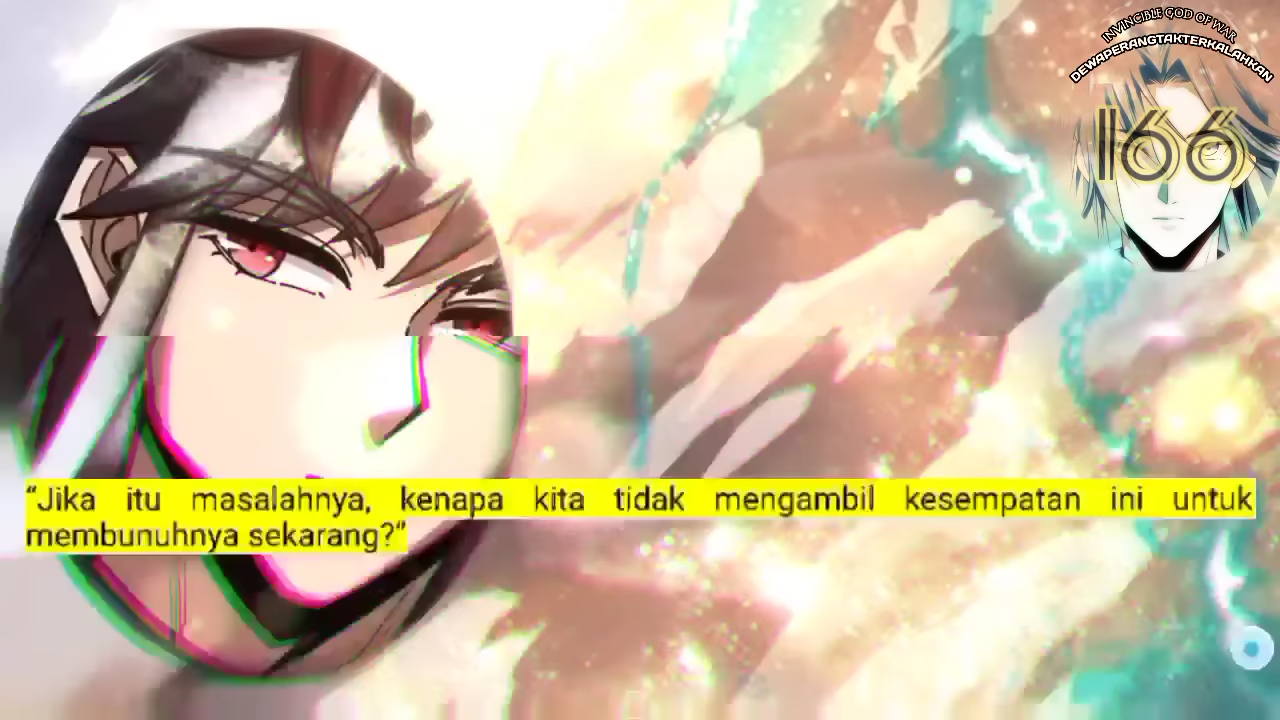 INVINCIBLE GOD OF WAR
DEWAPERANGTAKTERKALAHKAN
166
“Jika itu masalahnya, kenapa kita tidak mengambil kesempatan ini untuk
membunuhnya sekarang?”